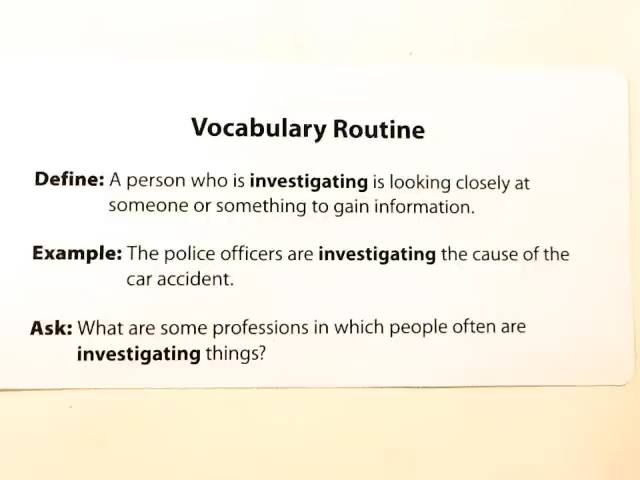 Vocabulary Routine
Define: A person who is investigating is looking closely at
someone or something to gain information.
Example: The police officers are investigating the cause of the
car accident.
Ask: What are some professions in which people often are
investigating things?